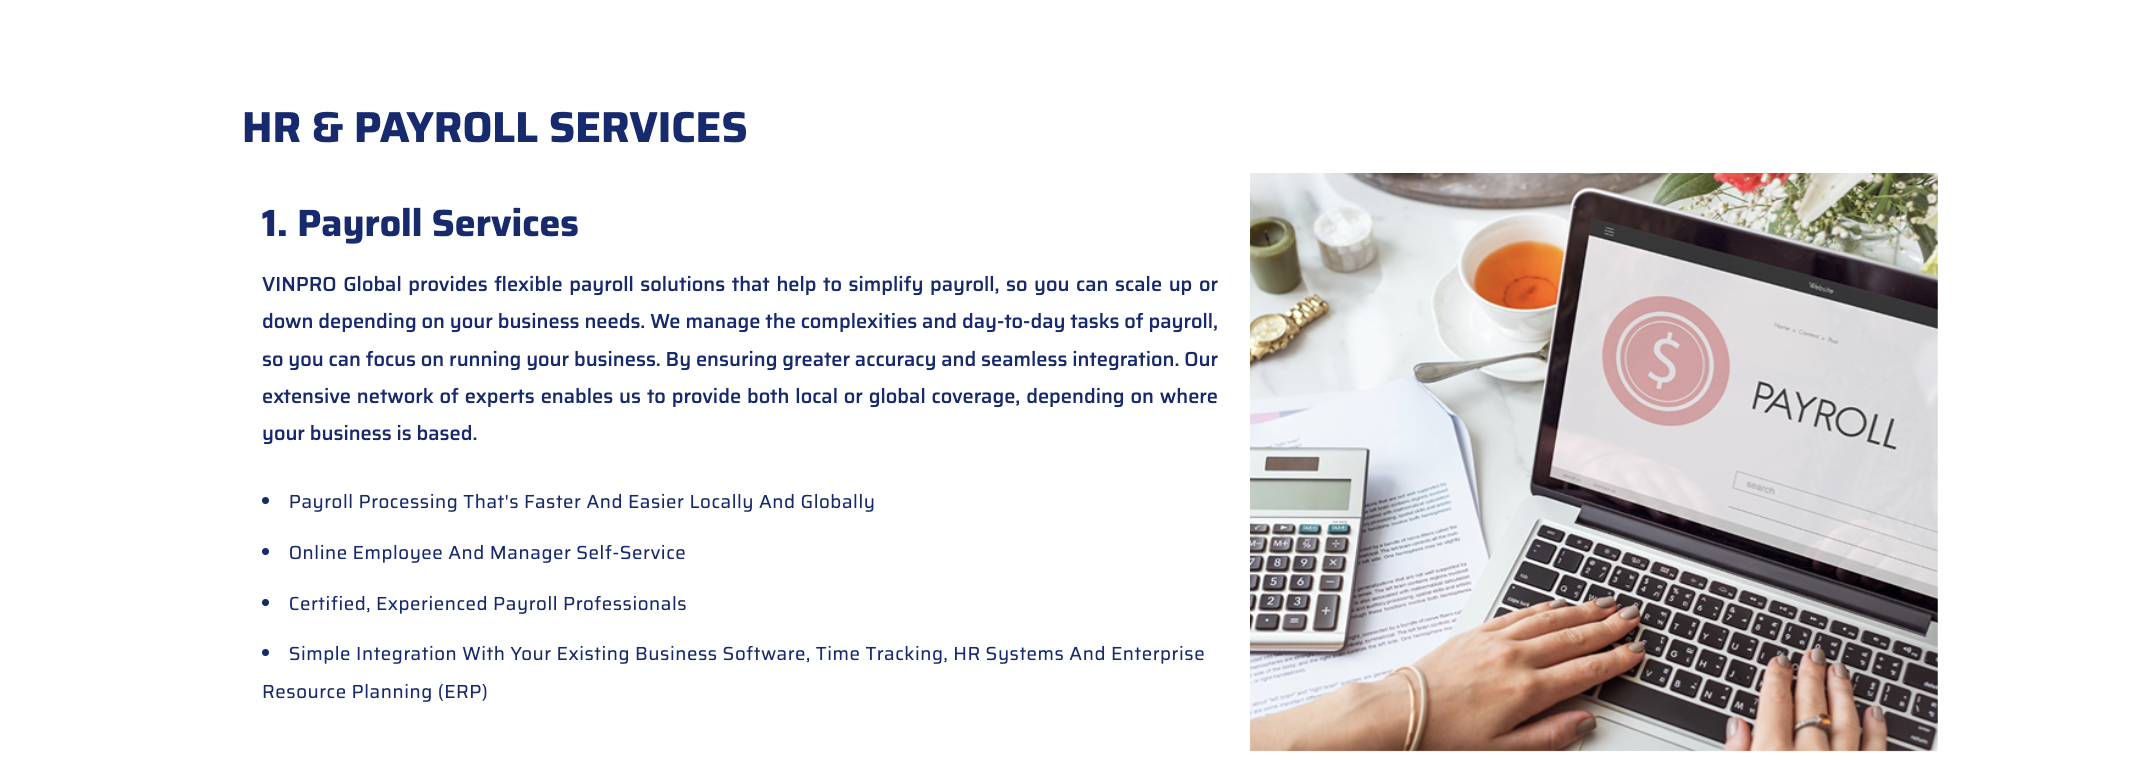 HR & PAYROLL SERVICES
1. Payroll Services
VINPRO Global provides flexible payroll solutions that help to simplify payroll, so you can scale up or
down depending on your business needs. We manage the complexities and day-to-day tasks of payroll,
so you can focus on running your business. By ensuring greater accuracy and seamless integration. Our
extensive network of experts enables us to provide both local or global coverage, depending on where
your business is based.
• Payroll Processing That's Faster And Easier Locally And Globally
• Online Employee And Manager Self-Service
• Certified, Experienced Payroll Professionals
• Simple Integration With Your Existing Business Software, Time Tracking, HR Systems And Enterprise
Resource Planning (ERP)
Website
$
PAYROLL
search